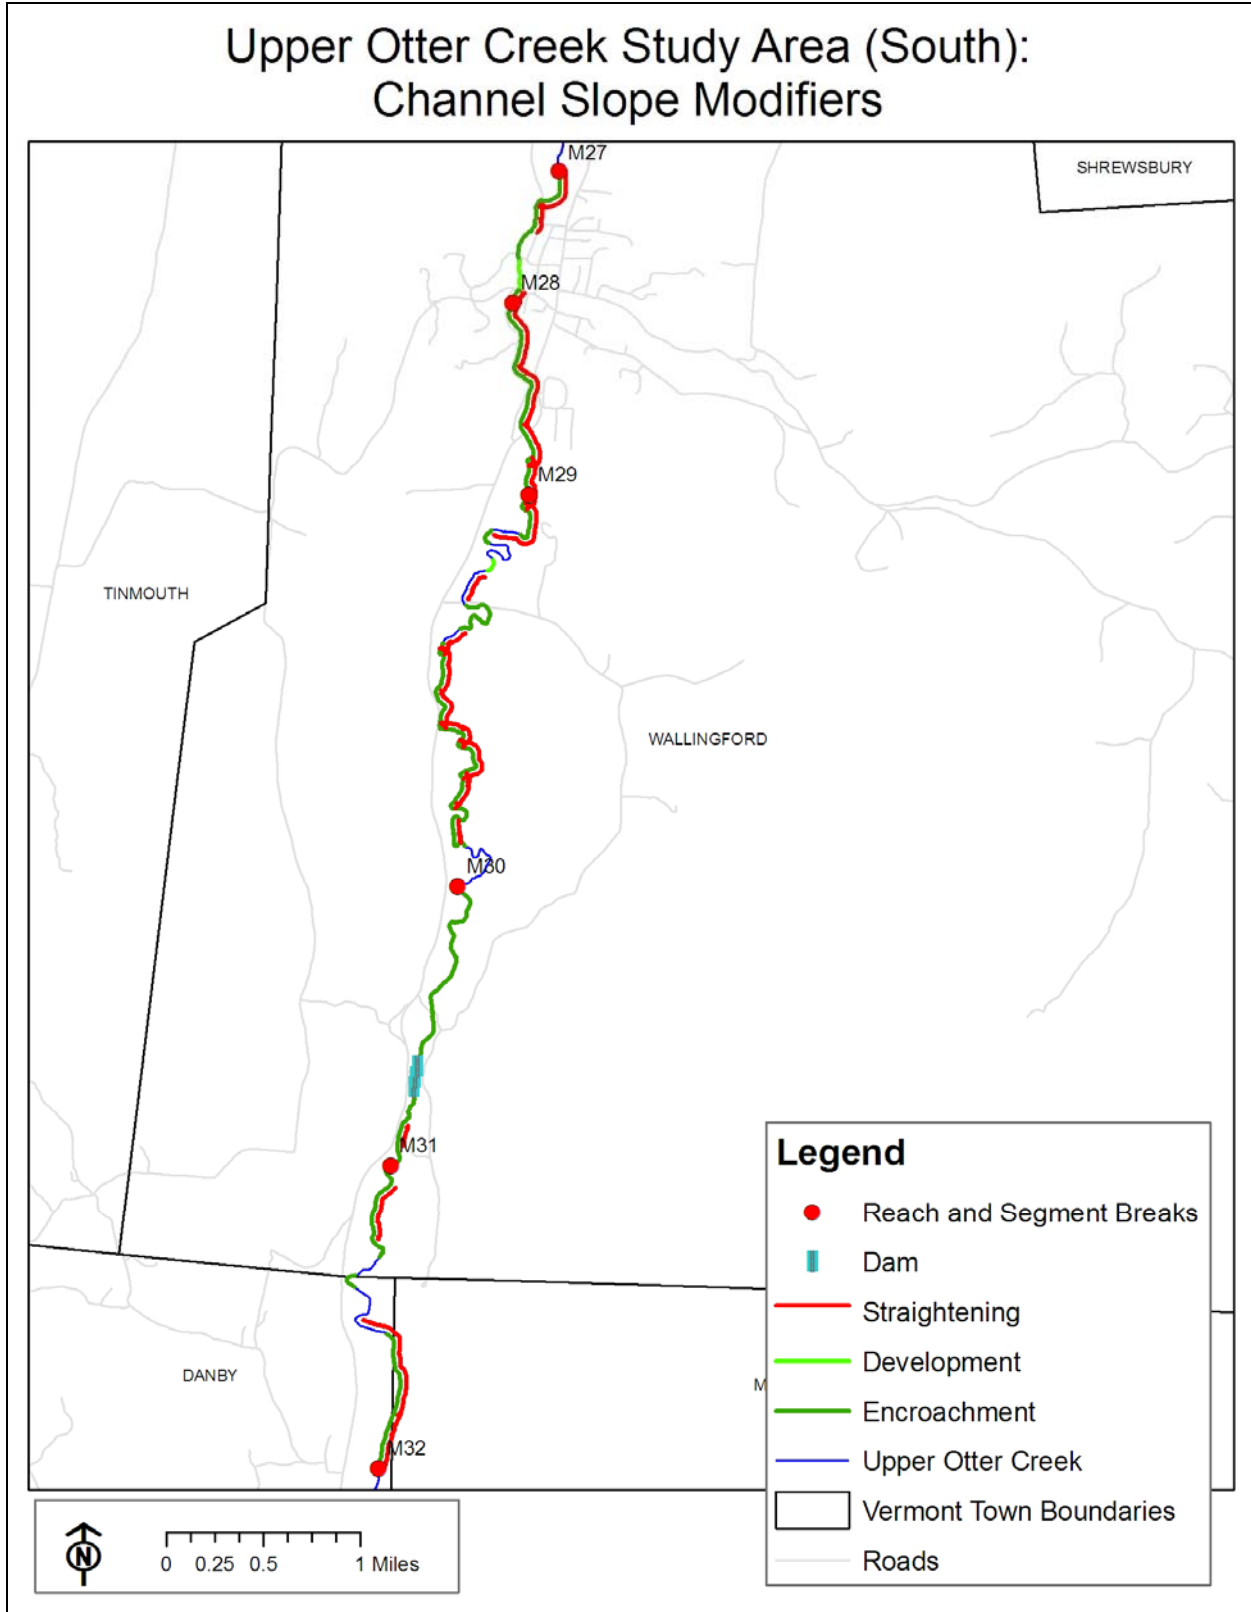 Upper Otter Creek Study Area (South):
Channel Slope Modifiers
M27
SHREWSBURY
M28
M29
TINMOUTH
WALLINGFORD
M30
M31
DANBY
M
M32
Legend
Reach and Segment Breaks
Dam
Straightening
Development
Encroachment
Upper Otter Creek
Vermont Town Boundaries
Roads
N
0 0.25 0.5 1 Miles